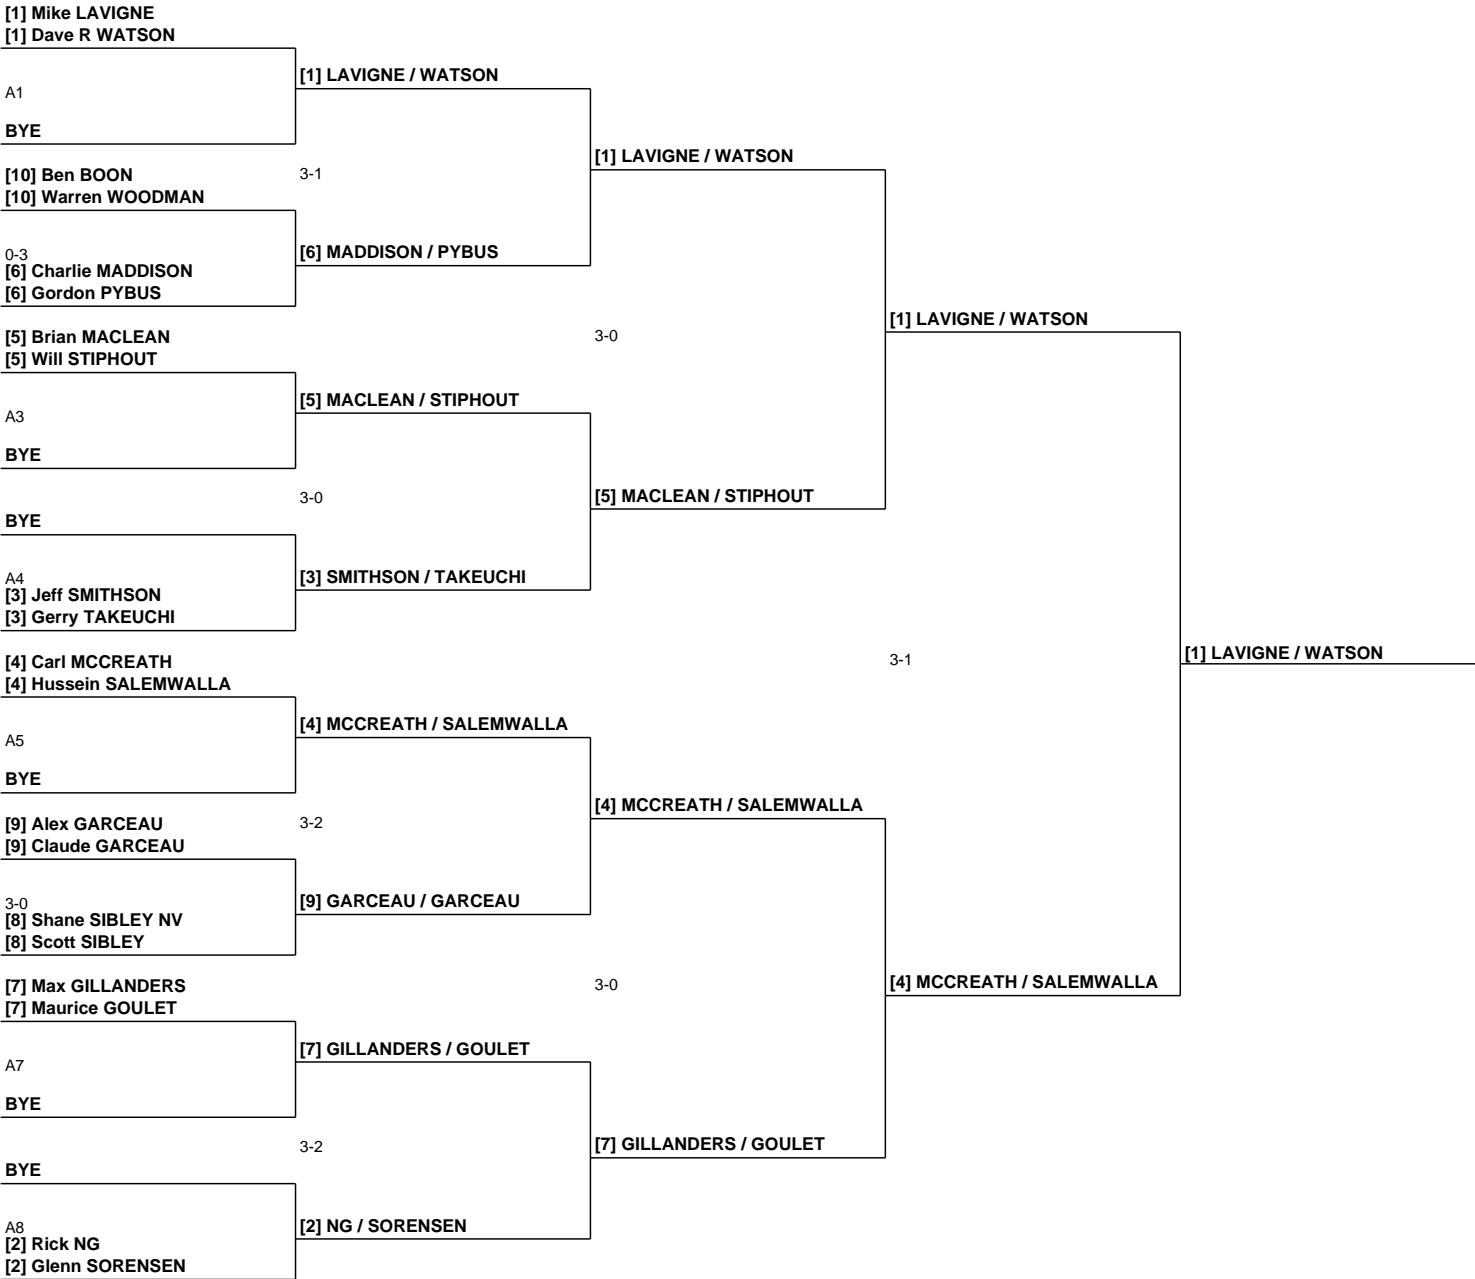 [1] Mike LAVIGNE
[1] Dave R WATSON
[1] LAVIGNE / WATSON
A1
BYE
[1] LAVIGNE / WATSON
[10] Ben BOON
3-1
[10] Warren WOODMAN
0-3
[6] MADDISON / PYBUS
[6] Charlie MADDISON
[6] Gordon PYBUS
[1] LAVIGNE / WATSON
[5] Brian MACLEAN
3-0
[5] Will STIPHOUT
[5] MACLEAN / STIPHOUT
A3
BYE
3-0
[5] MACLEAN / STIPHOUT
BYE
A4
[3] SMITHSON / TAKEUCHI
[3] Jeff SMITHSON
[3] Gerry TAKEUCHI
[1] LAVIGNE / WATSON
3-1
[4] Carl MCCREATH
[4] Hussein SALEMWALLA
[4] MCCREATH / SALEMWALLA
A5
BYE
[4] MCCREATH / SALEMWALLA
[9] Alex GARCEAU
3-2
[9] Claude GARCEAU
3-0
[9] GARCEAU / GARCEAU
[8] Shane SIBLEY NV
[8] Scott SIBLEY
[7] Max GILLANDERS
3-0
[4] MCCREATH / SALEMWALLA
[7] Maurice GOULET
[7] GILLANDERS / GOULET
A7
BYE
3-2
[7] GILLANDERS / GOULET
BYE
A8
[2] NG / SORENSEN
[2] Rick NG
[2] Glenn SORENSEN